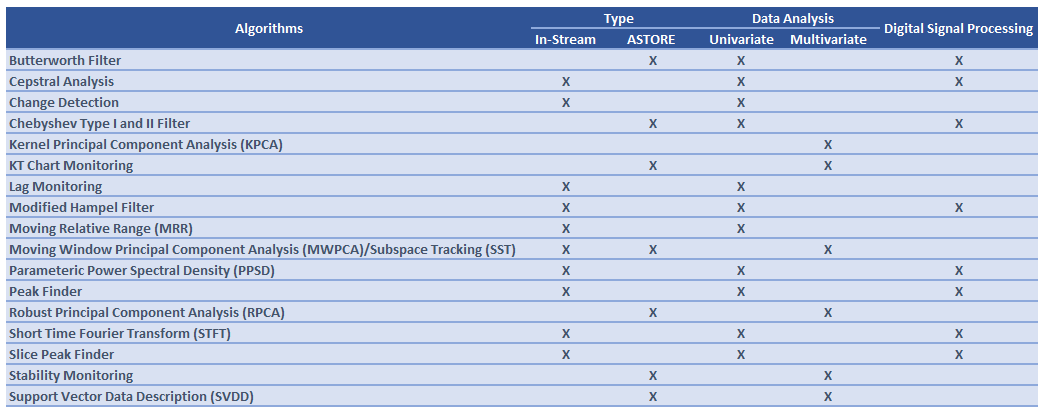 Algorithms Type Data Analysis Digital Signal Processing
In-Stream ASTORE Univariate Multivariate
Butterworth Filter X X X
Cepstral Analysis X X X
Change Detection X X
Chebyshev Type I and II Filter X X X
Kernel Principal Component Analysis (KPCA) X
KT Chart Monitoring X X
Lag Monitoring X X
Modified Hampel Filter X X X
Moving Relative Range (MRR) X X
Moving Window Principal Component Analysis (MWPCA)/Subspace Tracking (SST) X X X
Parameteric Power Spectral Density (PPSD) X X X
Peak Finder X X X
Robust Principal Component Analysis (RPCA) X X
Short Time Fourier Transform (STFT) X X X
Slice Peak Finder X X X
Stability Monitoring X X
Support Vector Data Description (SVDD) X X